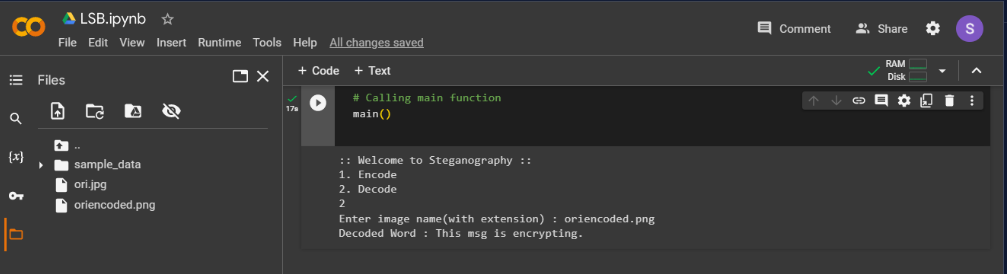 LSB.ipynb
File Edit View Insert Runtime Tools Help All changes saved
Comment
Share
S
Files
+ Code + Text
RAM
Disk
{x}
..
sample_data
ori.jpg
oriencoded.png
17s
# Calling main function
main()
:: Welcome to Steganography ::
1. Encode
2. Decode
2
Enter image name(with extension) : oriencoded.png
Decoded Word : This msg is encrypting.